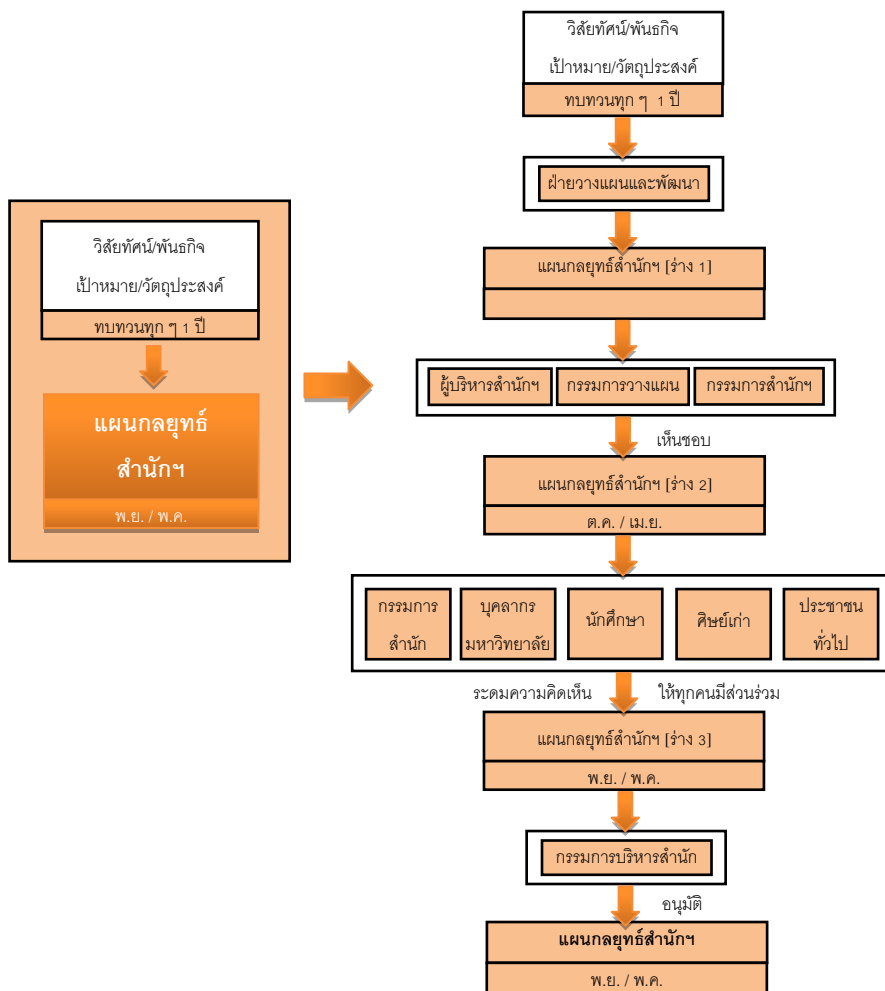 วิสัยทัศน์/พันธกิจ
เป้าหมาย/วัตถุประสงค์
ทบทวนทุก ๆ 1 ปี
แผนกลยุทธ์
สำนักฯ
พ.ย. / พ.ค.
วิสัยทัศน์/พันธกิจ
เป้าหมาย/วัตถุประสงค์
ทบทวนทุก ๆ 1 ปี
ฝ่ายวางแผนและพัฒนา
แผนกลยุทธ์สำนักฯ [ร่าง 1]
ผู้บริหารสำนักฯ
กรรมการวางแผน
กรรมการสำนักฯ
เห็นชอบ
แผนกลยุทธ์สำนักฯ [ร่าง 2]
ต.ค. / เม.ย.
กรรมการ
สำนัก
บุคลากร
มหาวิทยาลัย
นักศึกษา
ศิษย์เก่า
ประชาชน
ทั่วไป
ระดมความคิดเห็น
ให้ทุกคนมีส่วนร่วม
แผนกลยุทธ์สำนักฯ [ร่าง 3]
พ.ย. / พ.ค.
กรรมการบริหารสำนัก
อนุมัติ
แผนกลยุทธ์สำนักฯ
พ.ย. / พ.ค.